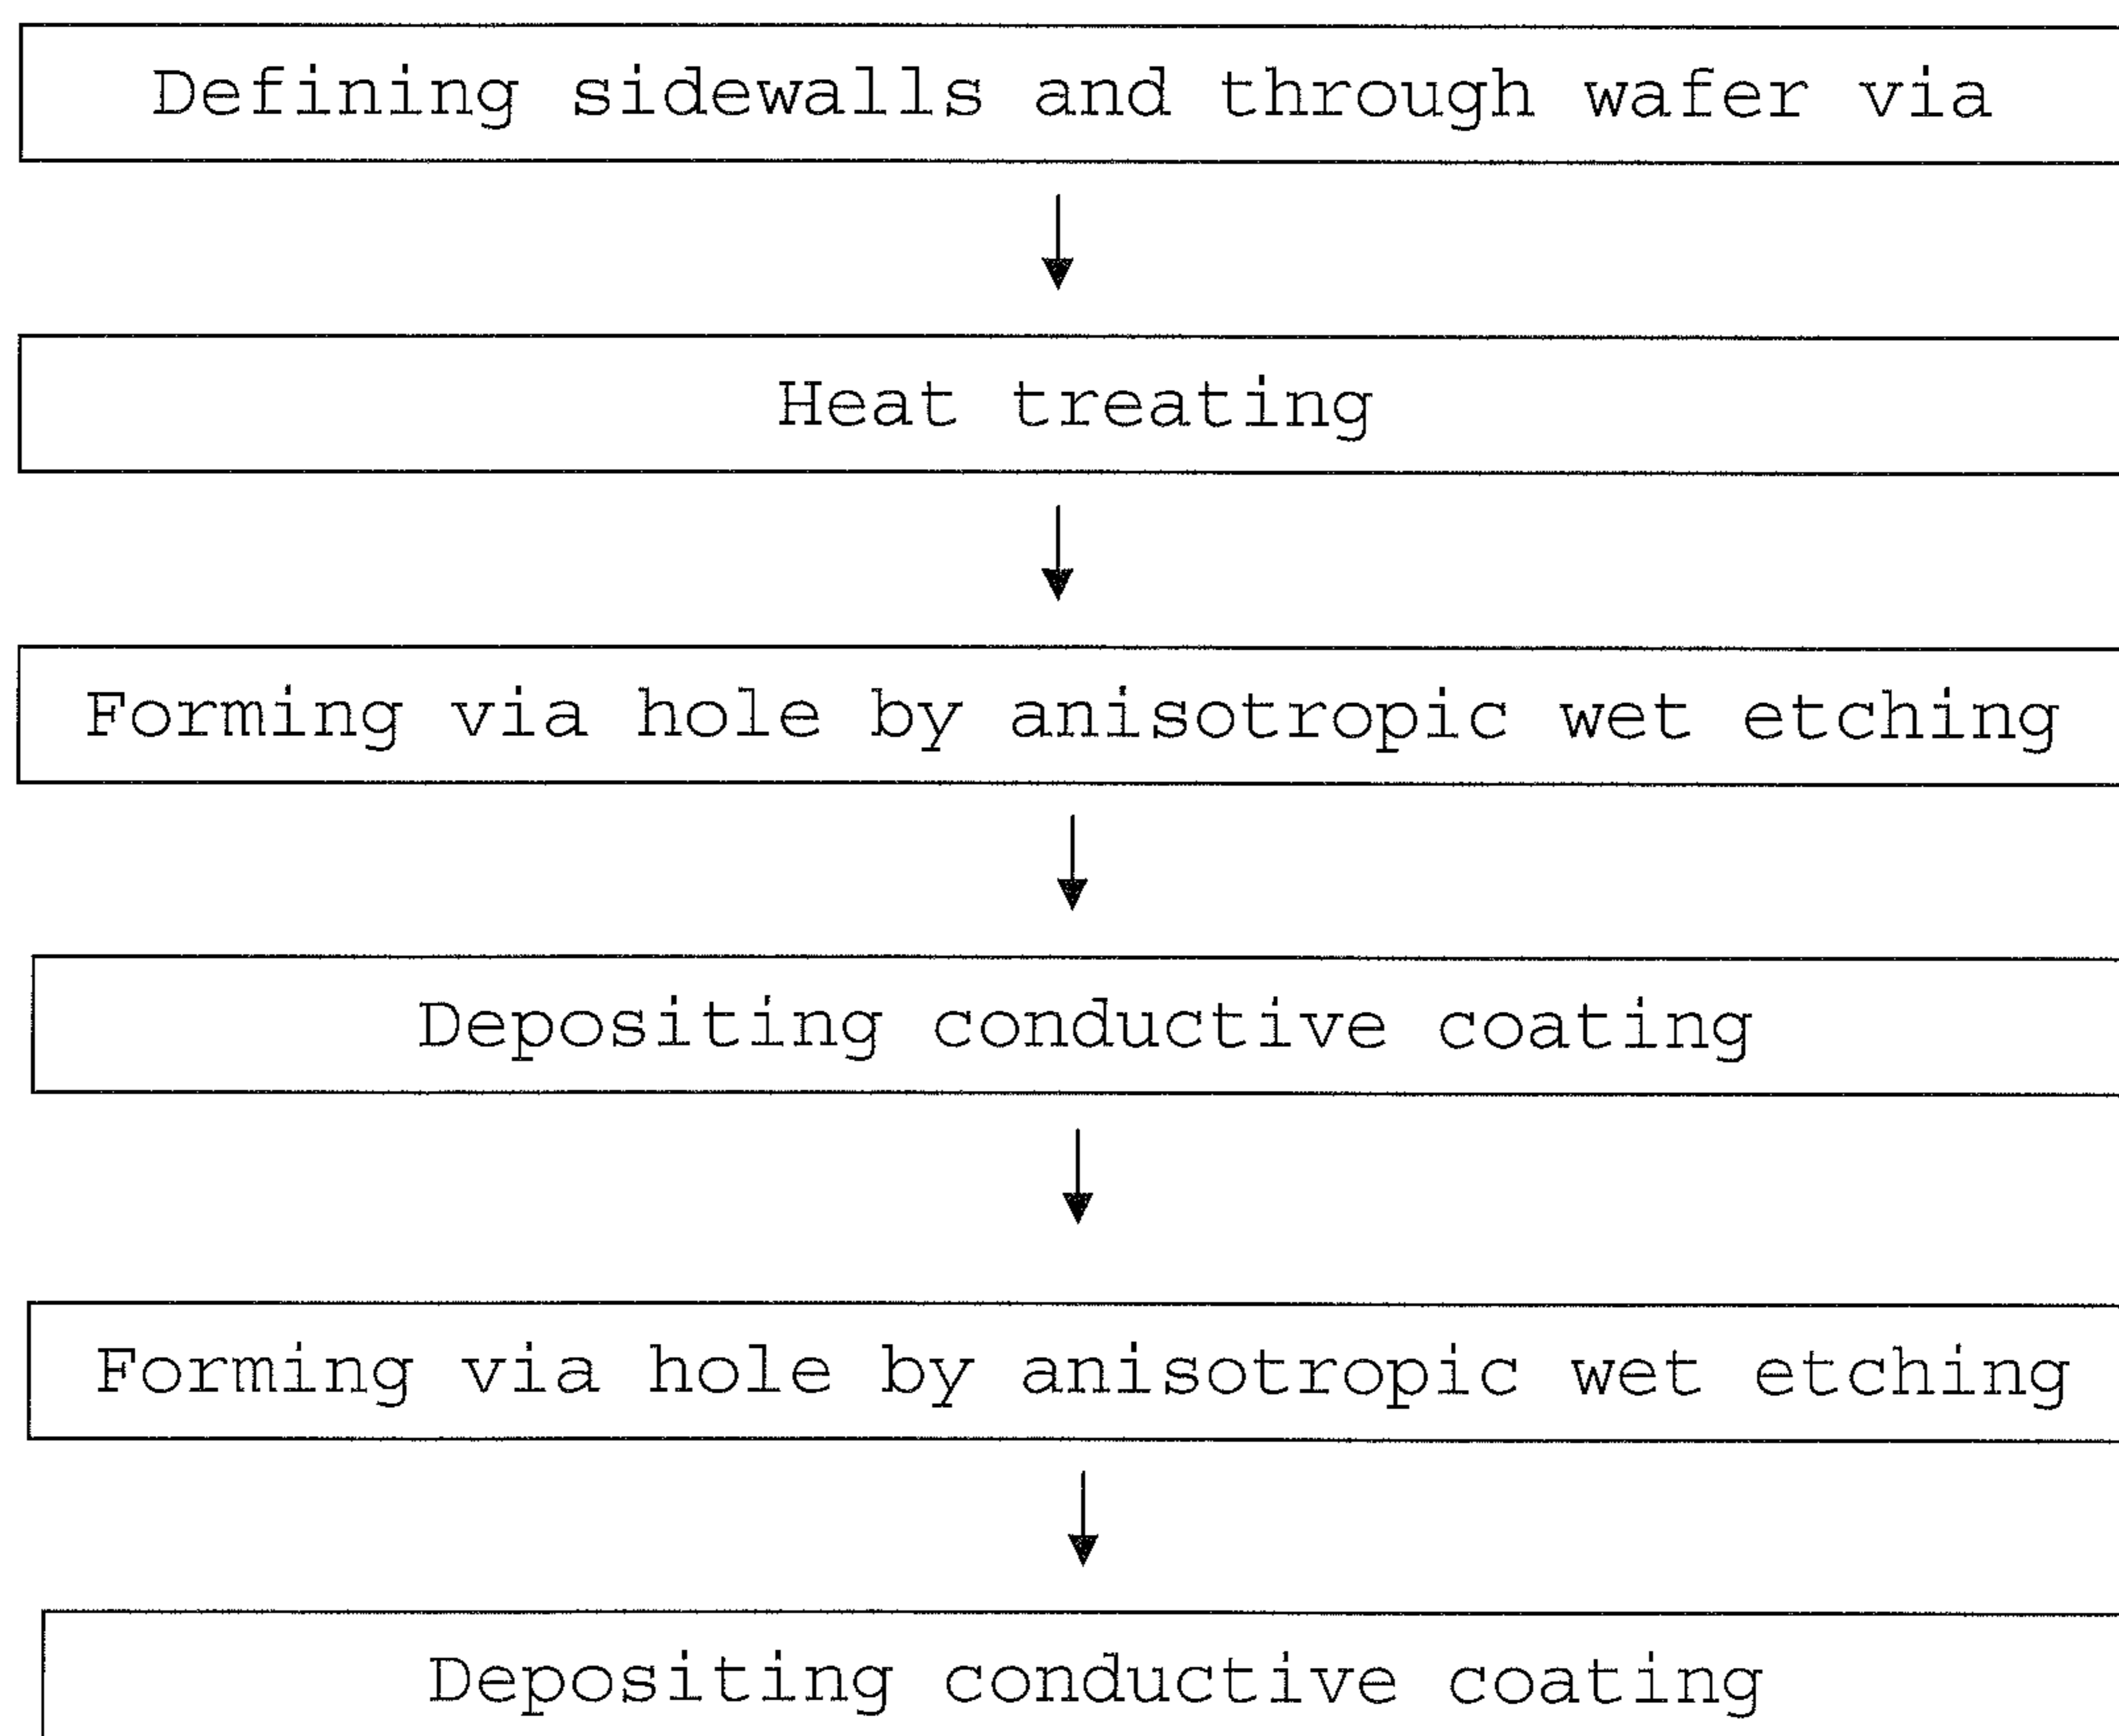 Defining sidewalls and through wafer via
Heat treating
Forming via hole by anisotropic wet etching
Depositing conductive coating
Forming via hole by anisotropic wet etching
Depositing conductive coating